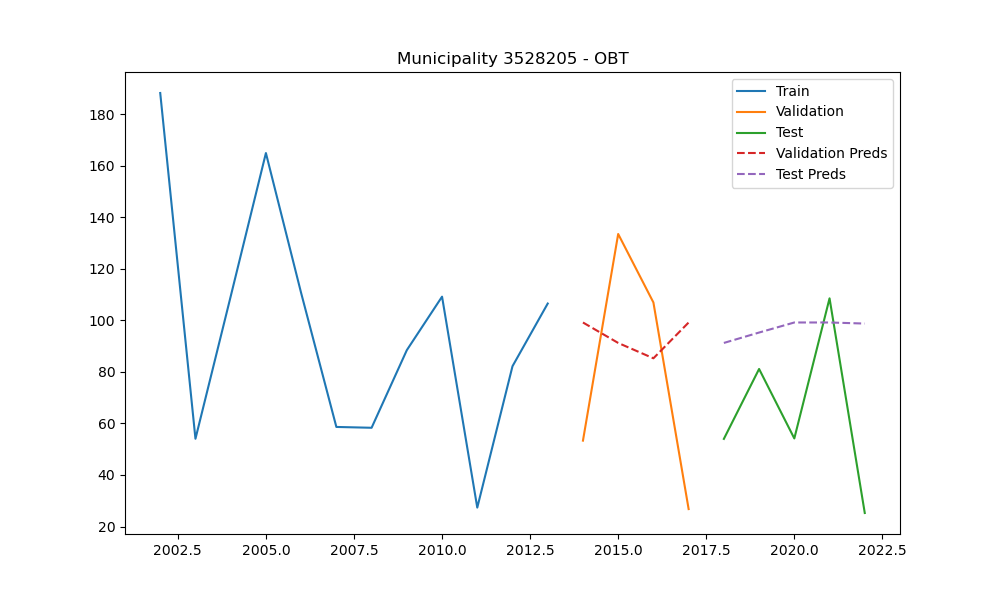 Municipality 3528205 - OBT
Train
Validation
Test
Validation Preds
Test Preds
180
160
140
120
100
80
60
40
20
2002.5 2005.0 2007.5 2010.0 2012.5 2015.0 2017.5 2020.0 2022.5